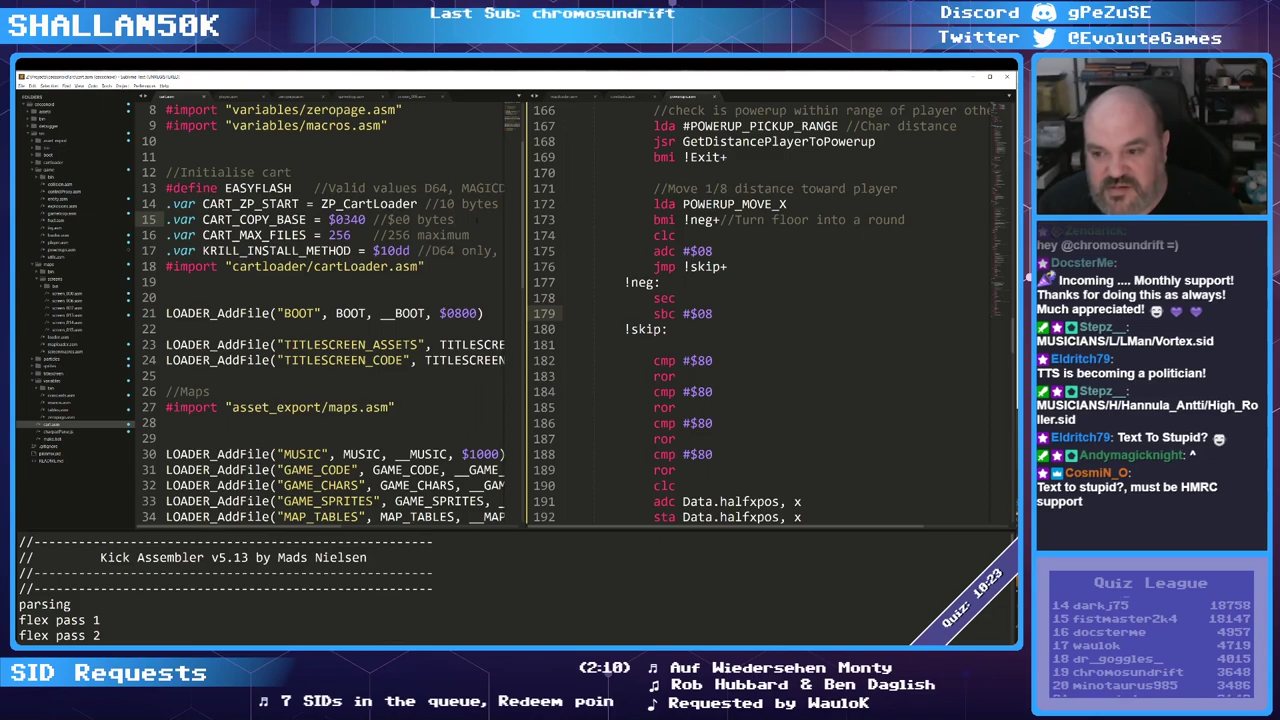 SHALLAN50K
Last Sub: chromosundrift
Discord gPeZuSE
Twitter @EvoluteGames
FOLDERS
8 #import "variables/zeropage.asm"
9 #import "variables/macros.asm"
10
11
12 //Initialise cart
13 #define EASYFLASH //Valid values D64, MAGICD
14 .var CART_ZP_START = ZP_CartLoader //10 bytes
15 .var CART_COPY_BASE = $0340 //$e0 bytes
16 .var CART_MAX_FILES = 256 //256 maximum
17 .var KRILL_INSTALL_METHOD = $10dd //D64 only,
18 #import "cartloader/cartLoader.asm"
19
20
21 LOADER_AddFile("BOOT", BOOT, __BOOT, $0800)
22
23 LOADER_AddFile("TITLESCREEN_ASSETS", TITLESCREE
24 LOADER_AddFile("TITLESCREEN_CODE", TITLESCREEN
25
26 //Maps
27 #import "asset_export/maps.asm"
28
29
30 LOADER_AddFile("MUSIC", MUSIC, __MUSIC, $1000)
31 LOADER_AddFile("GAME_CODE", GAME_CODE, __GAME_
32 LOADER_AddFile("GAME_CHARS", GAME_CHARS, __GAM
33 LOADER_AddFile("GAME_SPRITES", GAME_SPRITES, _
34 LOADER_AddFile("MAP_TABLES", MAP_TABLES, __MAP
166 //check is powerup within range of player othe
167 lda #POWERUP_PICKUP_RANGE //Char distance
168 jsr GetDistancePlayerToPowerup
169 bmi !Exit+
170
171 //Move 1/8 distance toward player
172 lda POWERUP_MOVE_X
173 bmi !neg+//Turn floor into a round
174 clc
175 adc #$08
176 jmp !skip+
177 !neg:
178 sec
179 sbc #$08
180 !skip:
181
182 cmp #$80
183 ror
184 cmp #$80
185 ror
186 cmp #$80
187 ror
188 cmp #$80
189 ror
190 clc
191 adc Data.halfxpos, x
192 sta Data.halfxpos, x
//------------------------------------------------------
// Kick Assembler v5.13 by Mads Nielsen
//------------------------------------------------------
//------------------------------------------------------
parsing
flex pass 1
flex pass 2
Quiz: 10:23
Zendarick:
hey @chromosundrift =)
DocsterMe:
Incoming .... Monthly support! Thanks for doing this as always! Much appreciated!
Stepz__:
MUSICIANS/L/LMan/Vortex.sid
Eldritch79:
TTS is becoming a politician!
Stepz__:
MUSICIANS/H/Hannula_Antti/High_Ro
ller.sid
Eldritch79: Text To Stupid?
Andymagicknight: ^
CosmiN_O:
Text to stupid?, must be HMRC
support
Quiz League
14 darkj75 18758
15 fistmaster2k4 18147
16 docsterme 4957
17 waulok 4719
18 dr_goggles_ 4015
19 chromosundrift 3648
20 minotaurus985 3486
SID Requests
(2:10) ♫ Auf Wiedersehen Monty
♫ Rob Hubbard & Ben Daglish
♫ 7 SIDs in the queue, Redeem poin
♪ Requested by WauloK